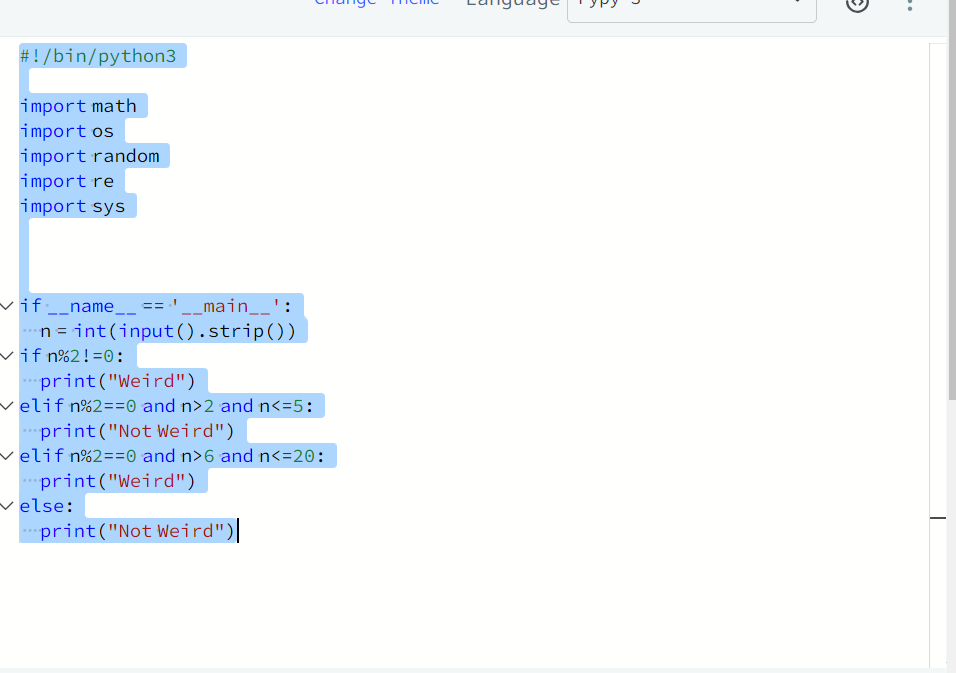 Change Theme Language Pypy 3
#!/bin/python3
import math
import os
import random
import re
import sys
if __name__ == '__main__':
    n = int(input().strip())
if n%2!=0:
    print("Weird")
elif n%2==0 and n>2 and n<=5:
    print("Not Weird")
elif n%2==0 and n>6 and n<=20:
    print("Weird")
else:
    print("Not Weird")